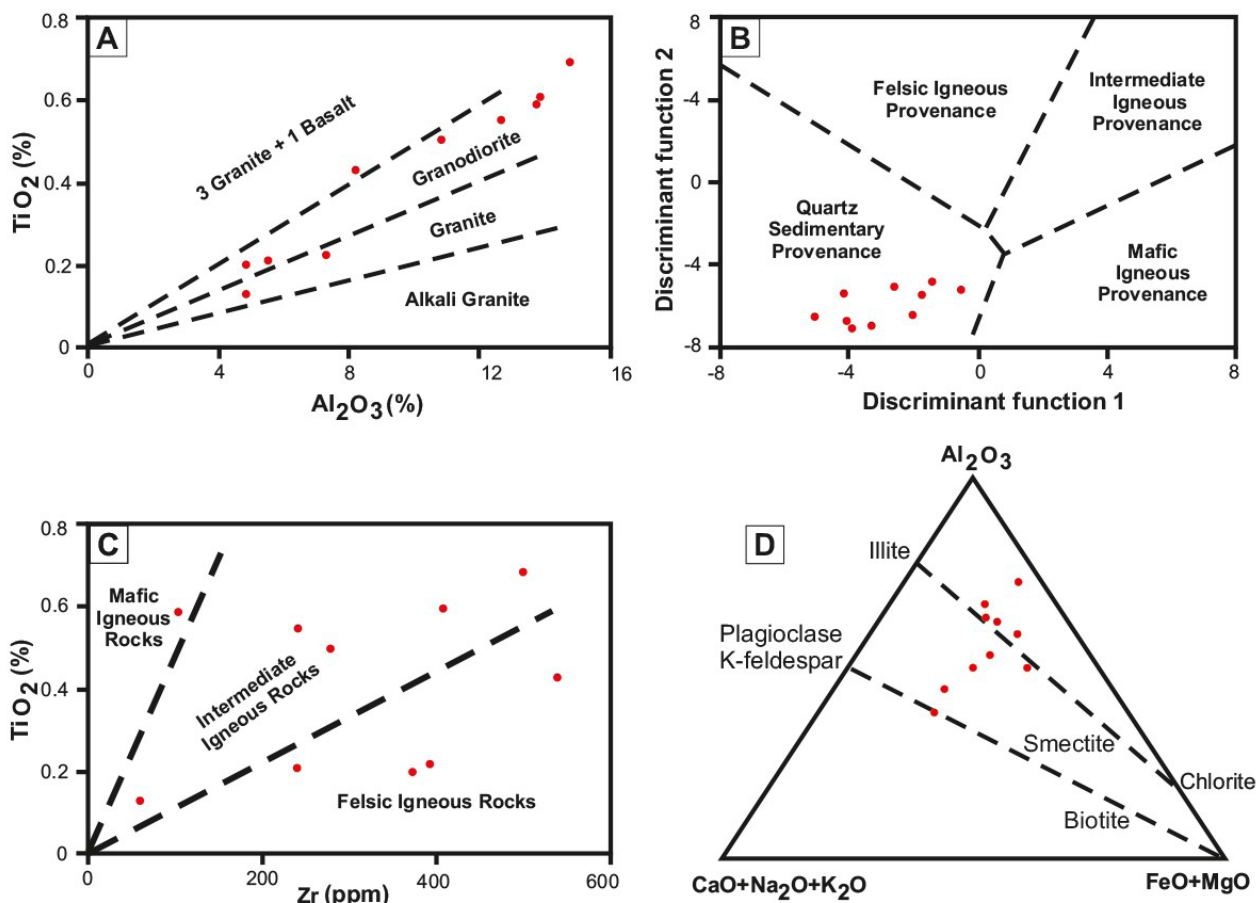 A
0.8
0.6
0.4
0.2
0
TiO2 (%)
3 Granite + 1 Basalt
Granodiorite
Granite
Alkali Granite
0 4 8 12 16
Al2O3 (%)
B
8
-4
0
-4
-8
Discriminant function 2
Felsic Igneous
Provenance
Intermediate
Igneous
Provenance
Quartz
Sedimentary
Provenance
Mafic
Igneous
Provenance
-8 -4 0 4 8
Discriminant function 1
C
0.8
0.6
0.4
0.2
0
TiO2 (%)
Mafic
Igneous
Rocks
Intermediate
Igneous Rocks
Felsic Igneous Rocks
0 200 400 600
Zr (ppm)
D
Al2O3
Illite
Plagioclase
K-feldespar
Smectite
Chlorite
Biotite
CaO+Na2O+K2O
FeO+MgO